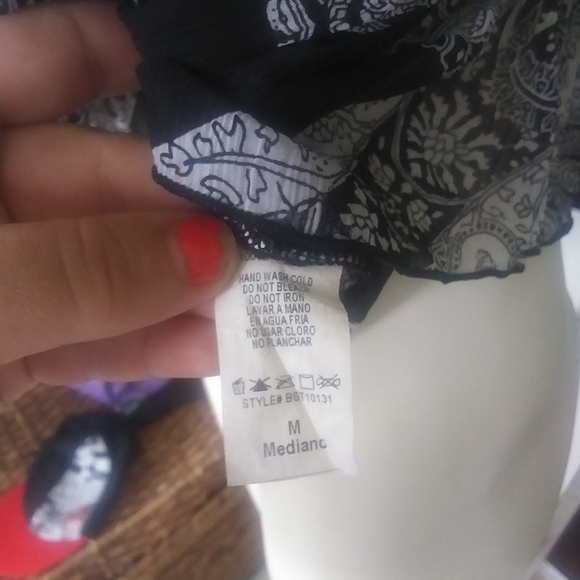 HAND WASH COLD
DO NOT BLEACH
DO NOT IRON
LAVAR A MANO
EN AGUA FRIA
NO USAR CLORO
NO PLANCHAR
STYLE# BGT10131
M
Mediano